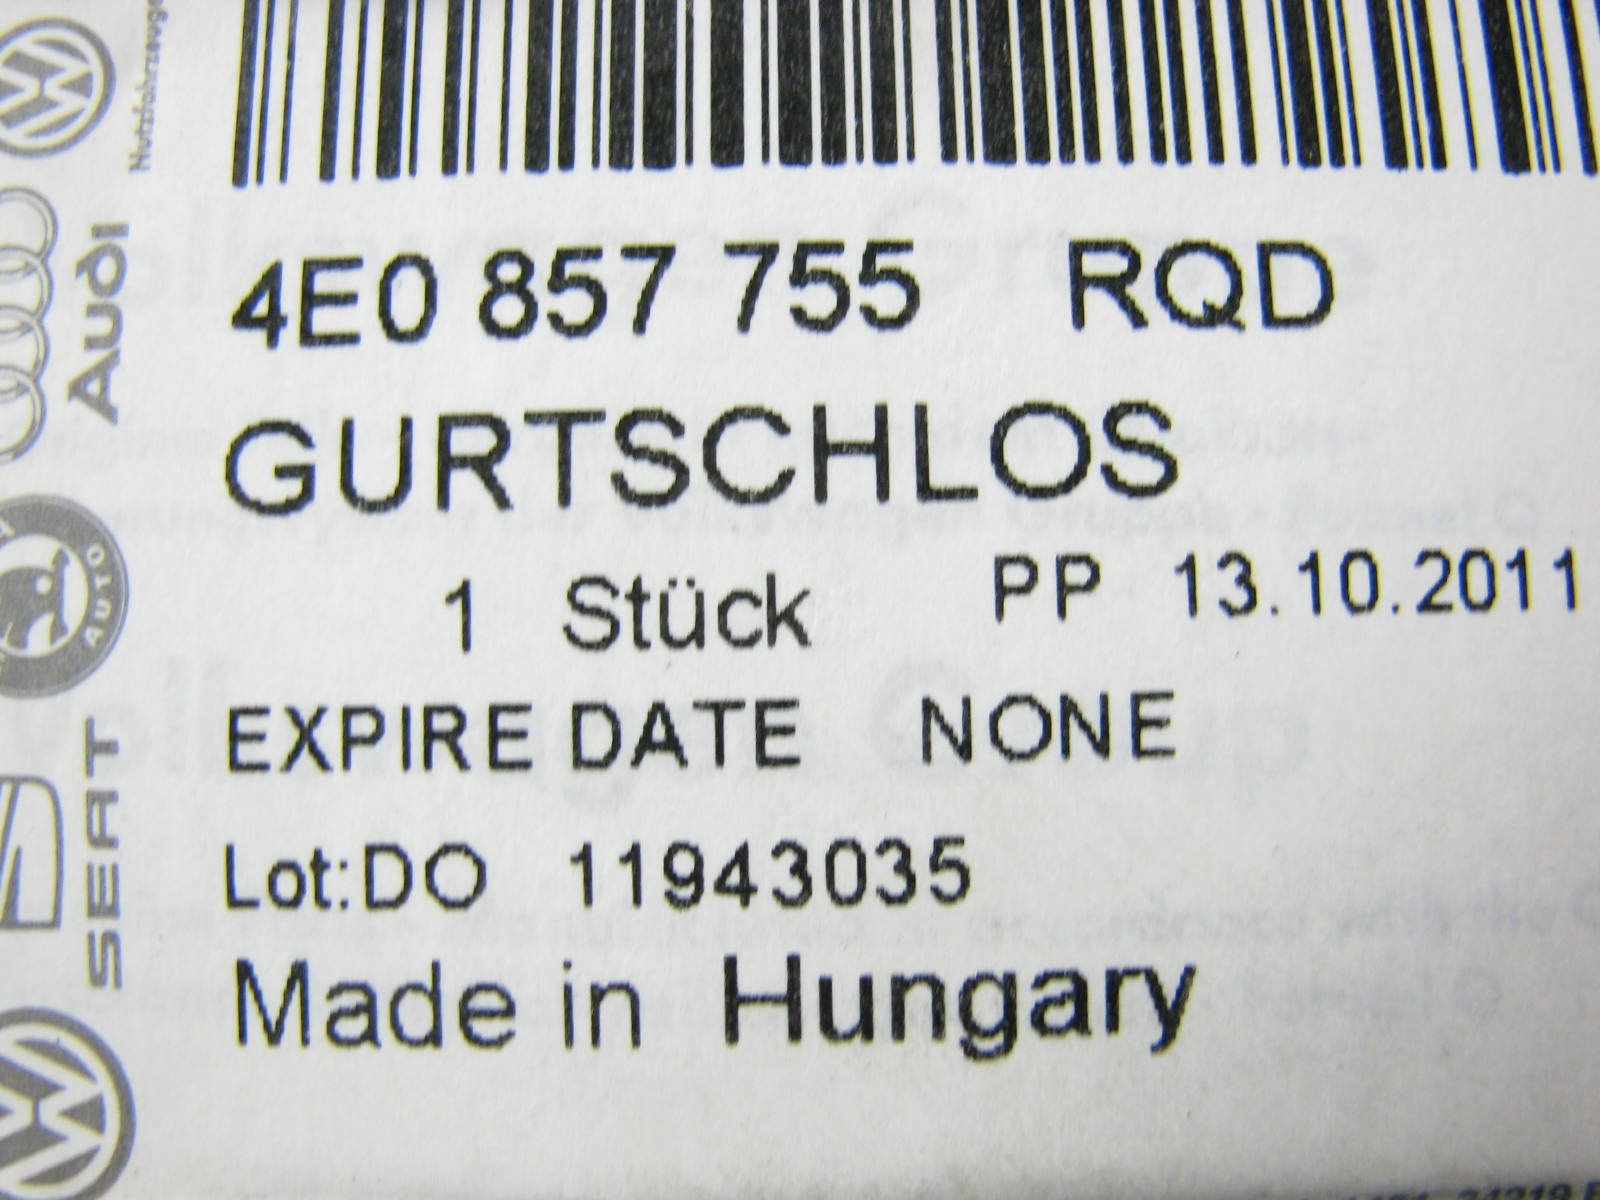 4E0 857 755 RQD
GURTSCHLOS
1 Stück PP 13.10.2011
EXPIRE DATE NONE
Lot:DO 11943035
Made in Hungary
Nutzfahrzeuge
Audi
AUTO
SEAT